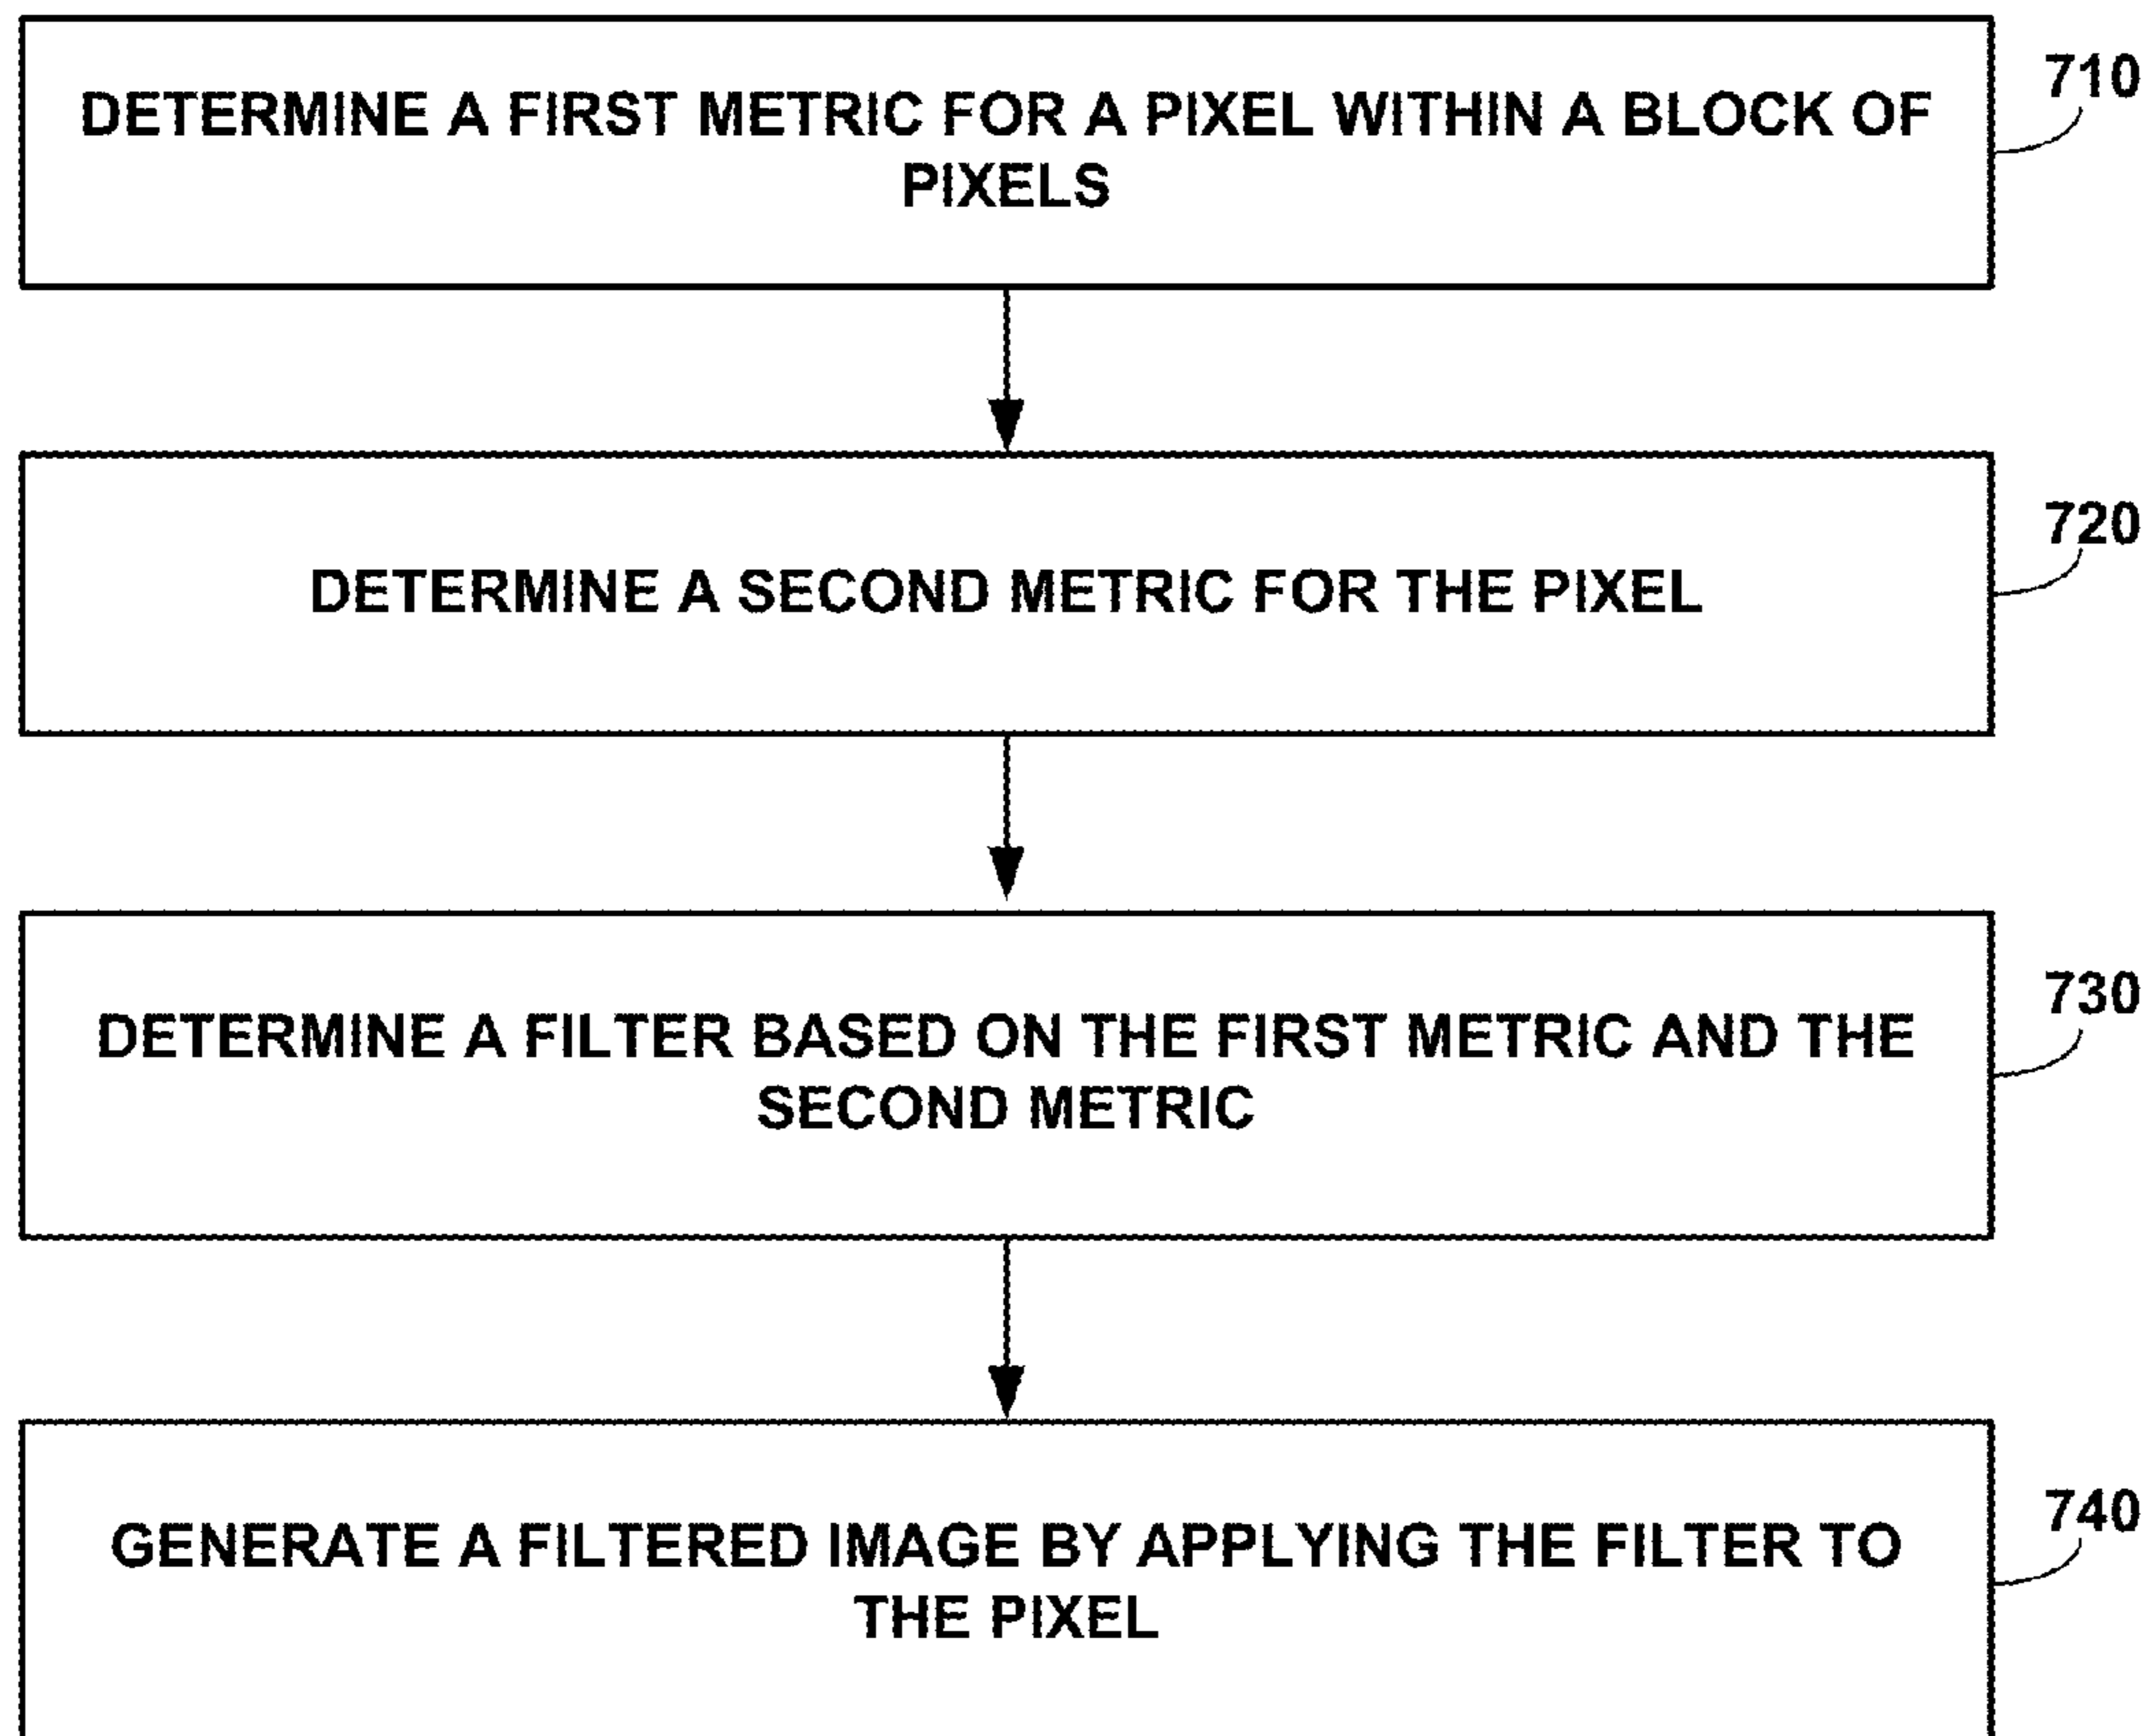 710
DETERMINE A FIRST METRIC FOR A PIXEL WITHIN A BLOCK OF
PIXELS
720
DETERMINE A SECOND METRIC FOR THE PIXEL
730
DETERMINE A FILTER BASED ON THE FIRST METRIC AND THE
SECOND METRIC
740
GENERATE A FILTERED IMAGE BY APPLYING THE FILTER TO
THE PIXEL